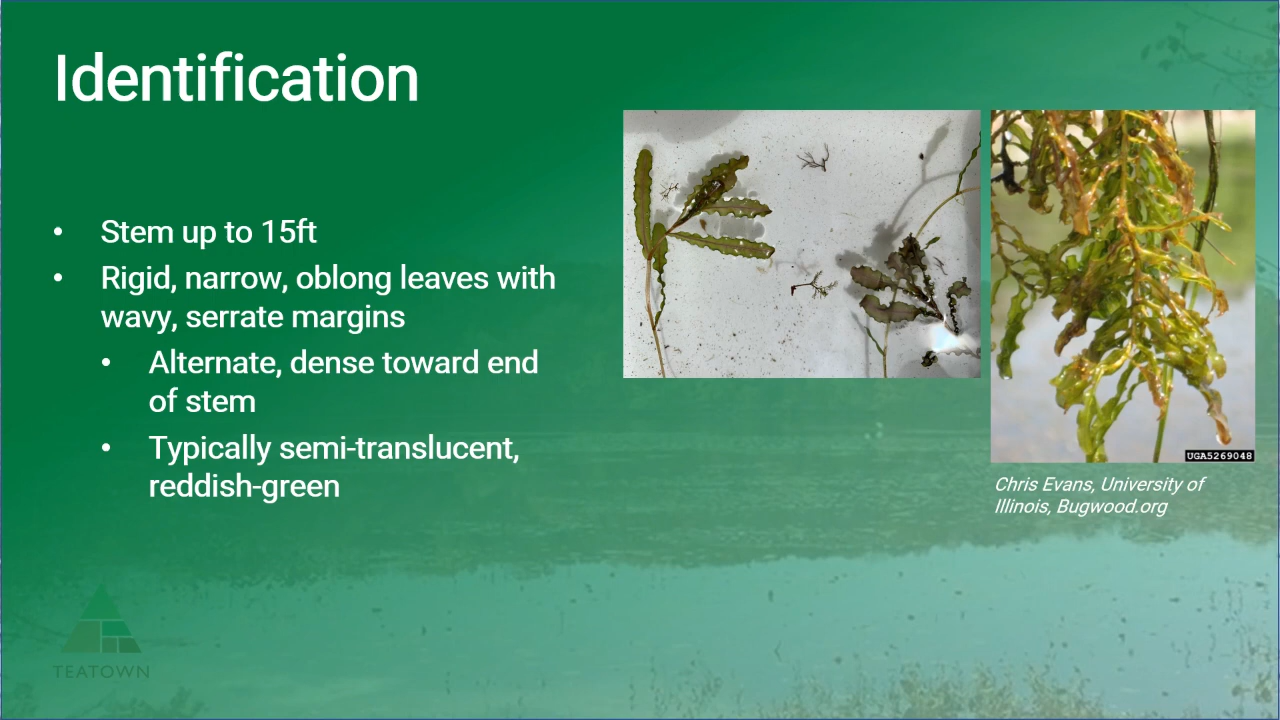 Identification
• Stem up to 15ft
• Rigid, narrow, oblong leaves with
wavy, serrate margins
• Alternate, dense toward end
of stem
• Typically semi-translucent,
reddish-green
UGA5269048
Chris Evans, University of
Illinois, Bugwood.org
TEATOWN